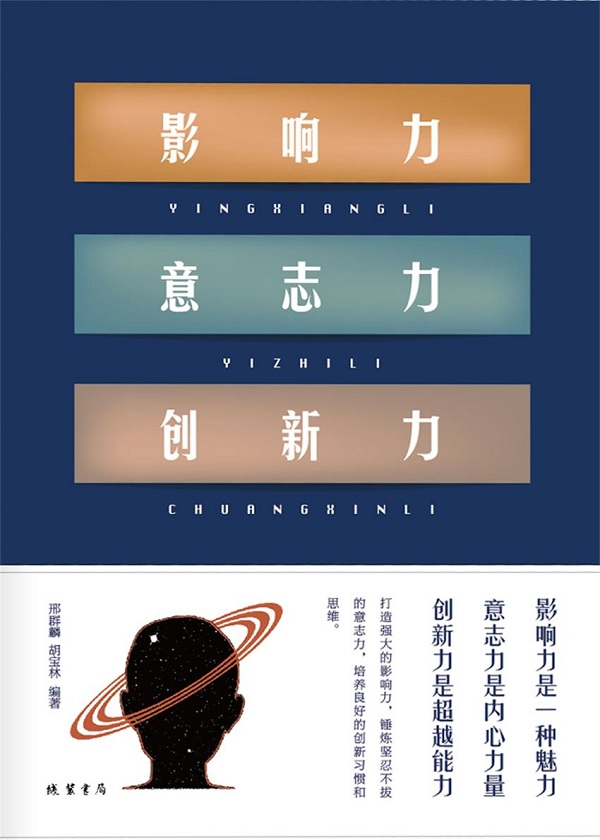 影响力
YINGXIANGLI
意志力
YIZHILI
创新力
CHUANGXINLI
影响力是一种魅力
意志力是内心力量
创新力是超越能力
打造强大的影响力，锤炼坚忍不拔
的意志力，培养良好的创新习惯和
思维。
邢群麟 胡宝林 编著
线装书局